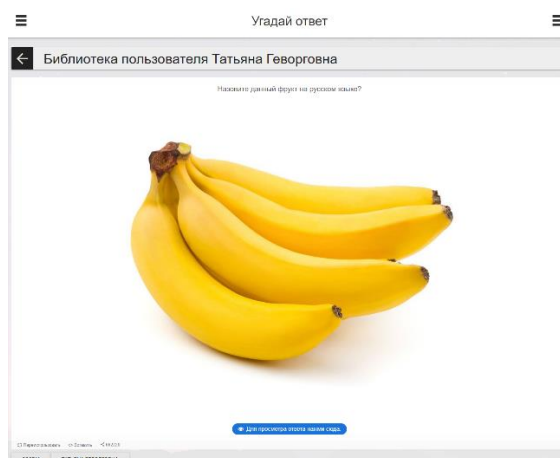 Угадай ответ
Библиотека пользователя Татьяна Геворговна
Назовите данный фрукт на русском языке?
Для просмотра ответа нажми сюда.